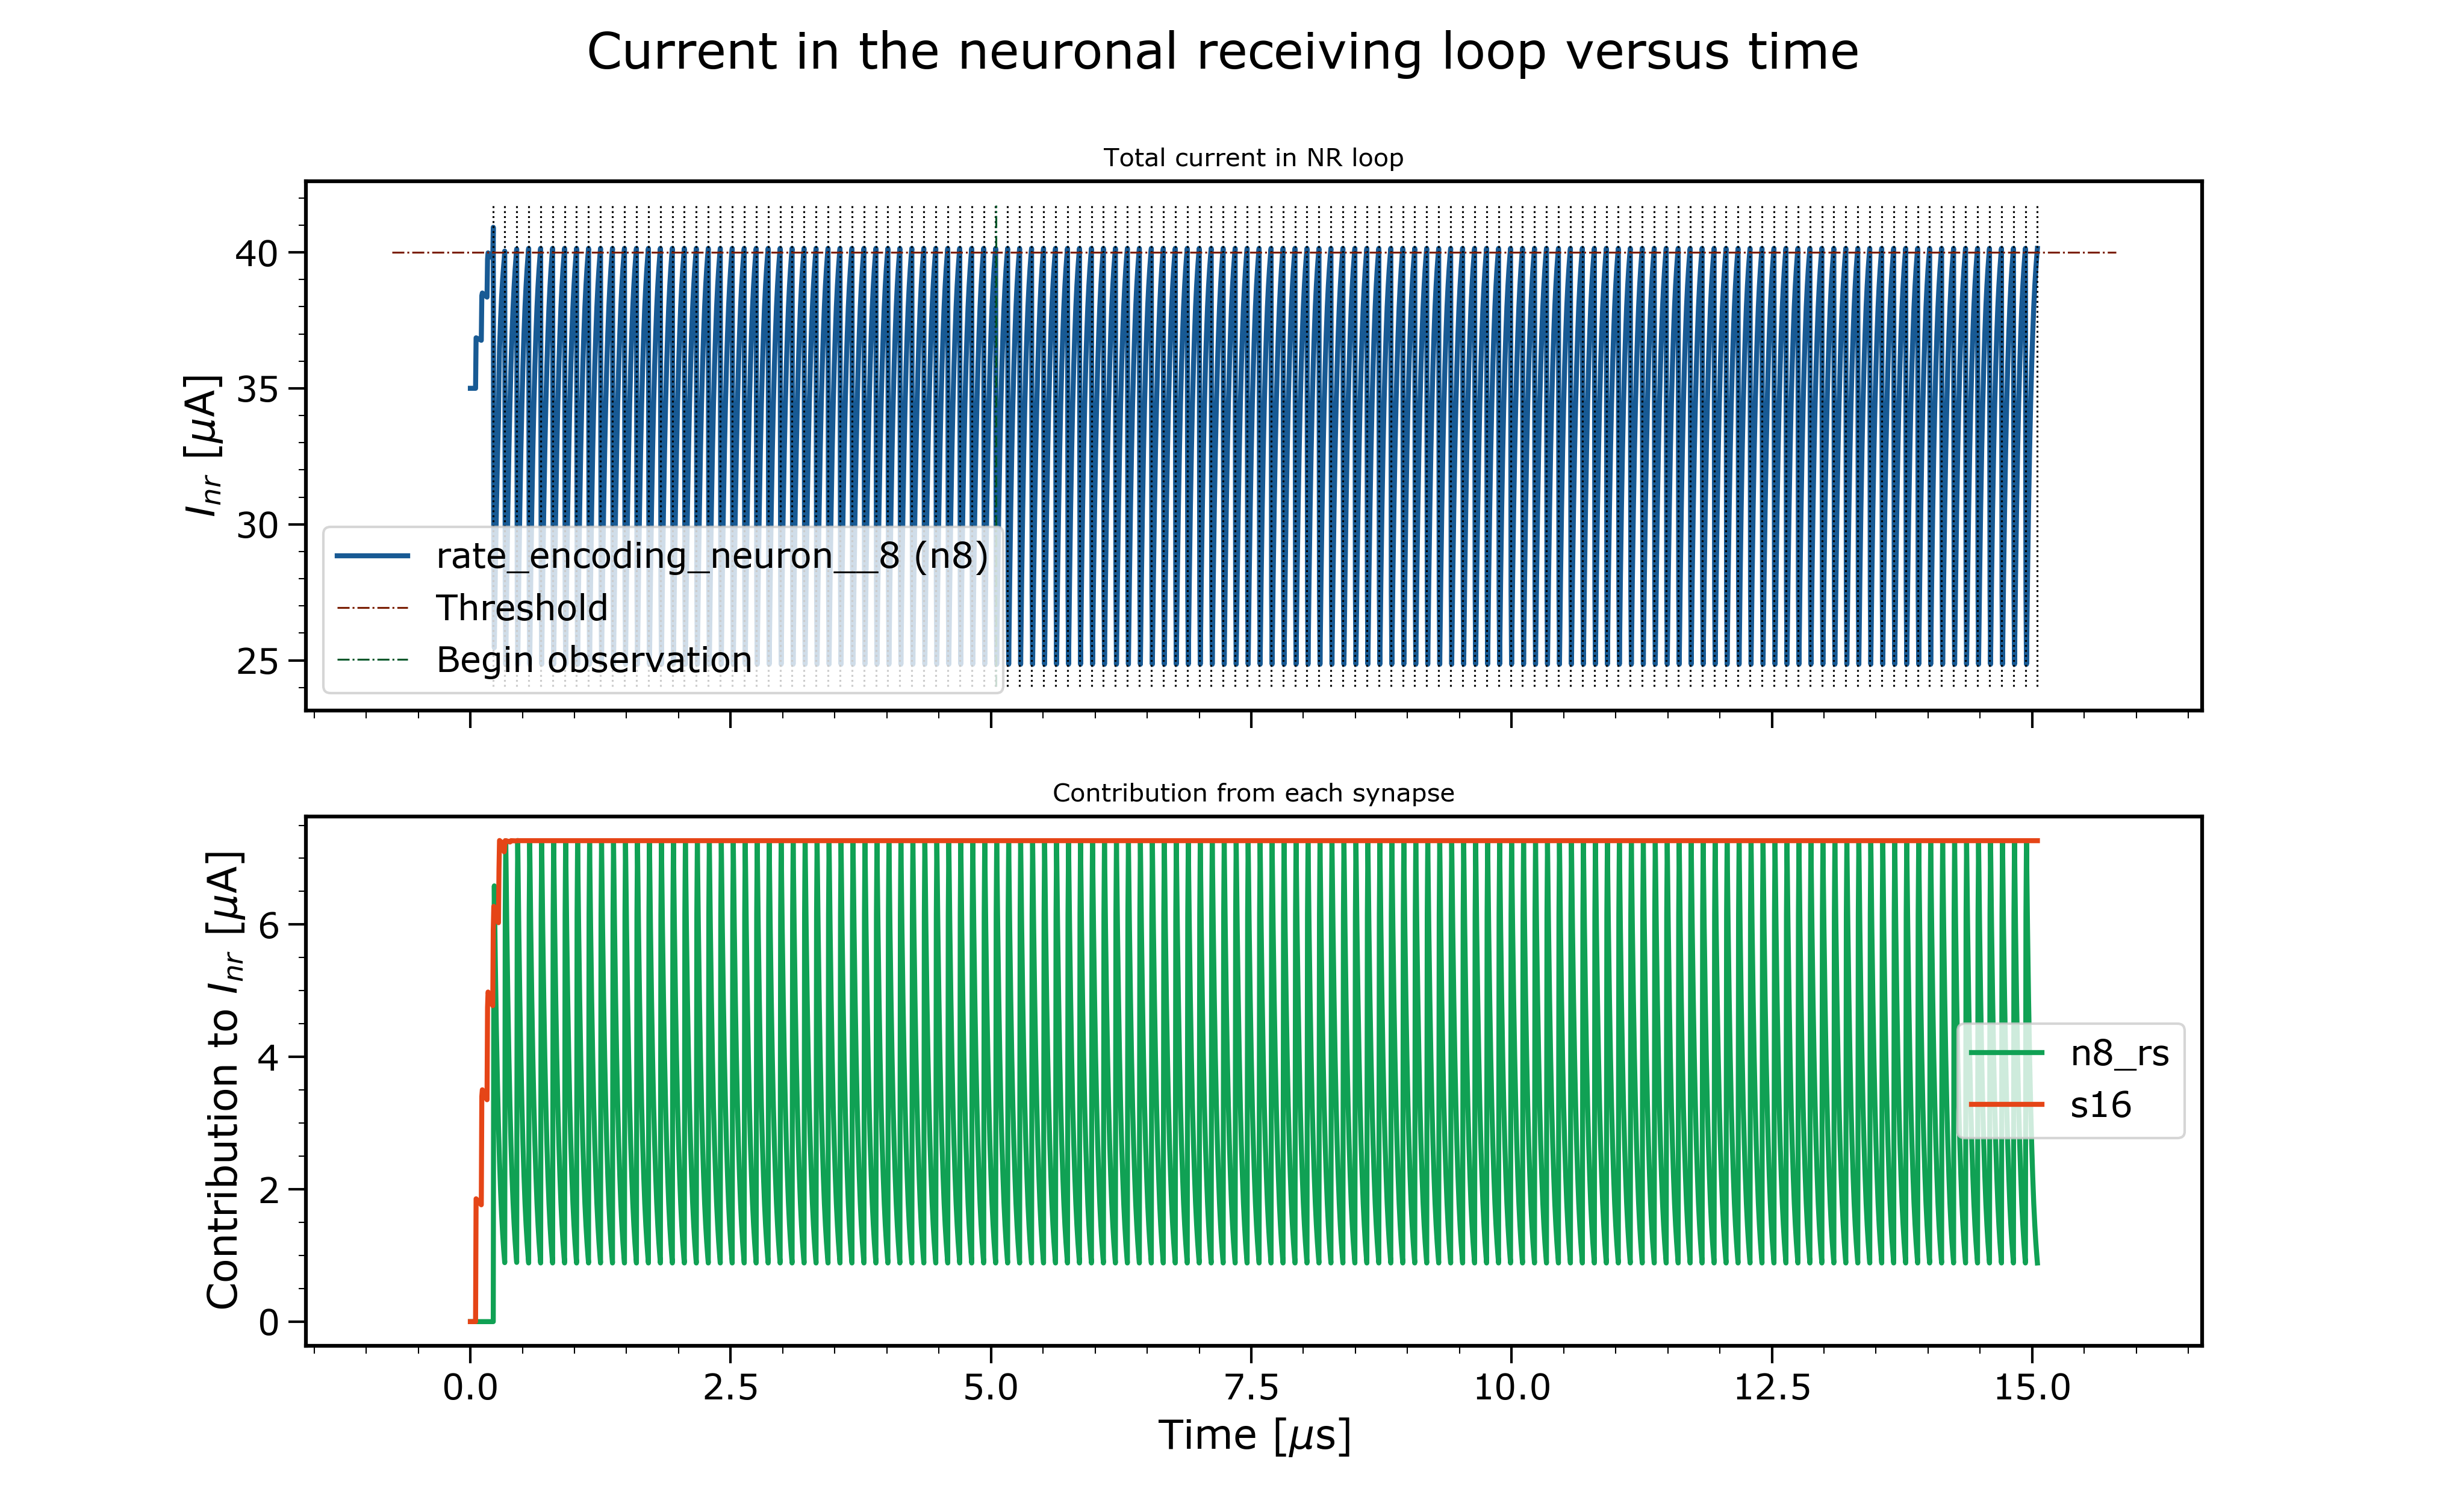 Current in the neuronal receiving loop versus time
Total current in NR loop
40
35
30
25
I_nr [μA]
rate_encoding_neuron__8 (n8)
Threshold
Begin observation
Contribution from each synapse
6
4
2
0
Contribution to I_nr [μA]
n8_rs
s16
0.0 2.5 5.0 7.5 10.0 12.5 15.0
Time [μs]